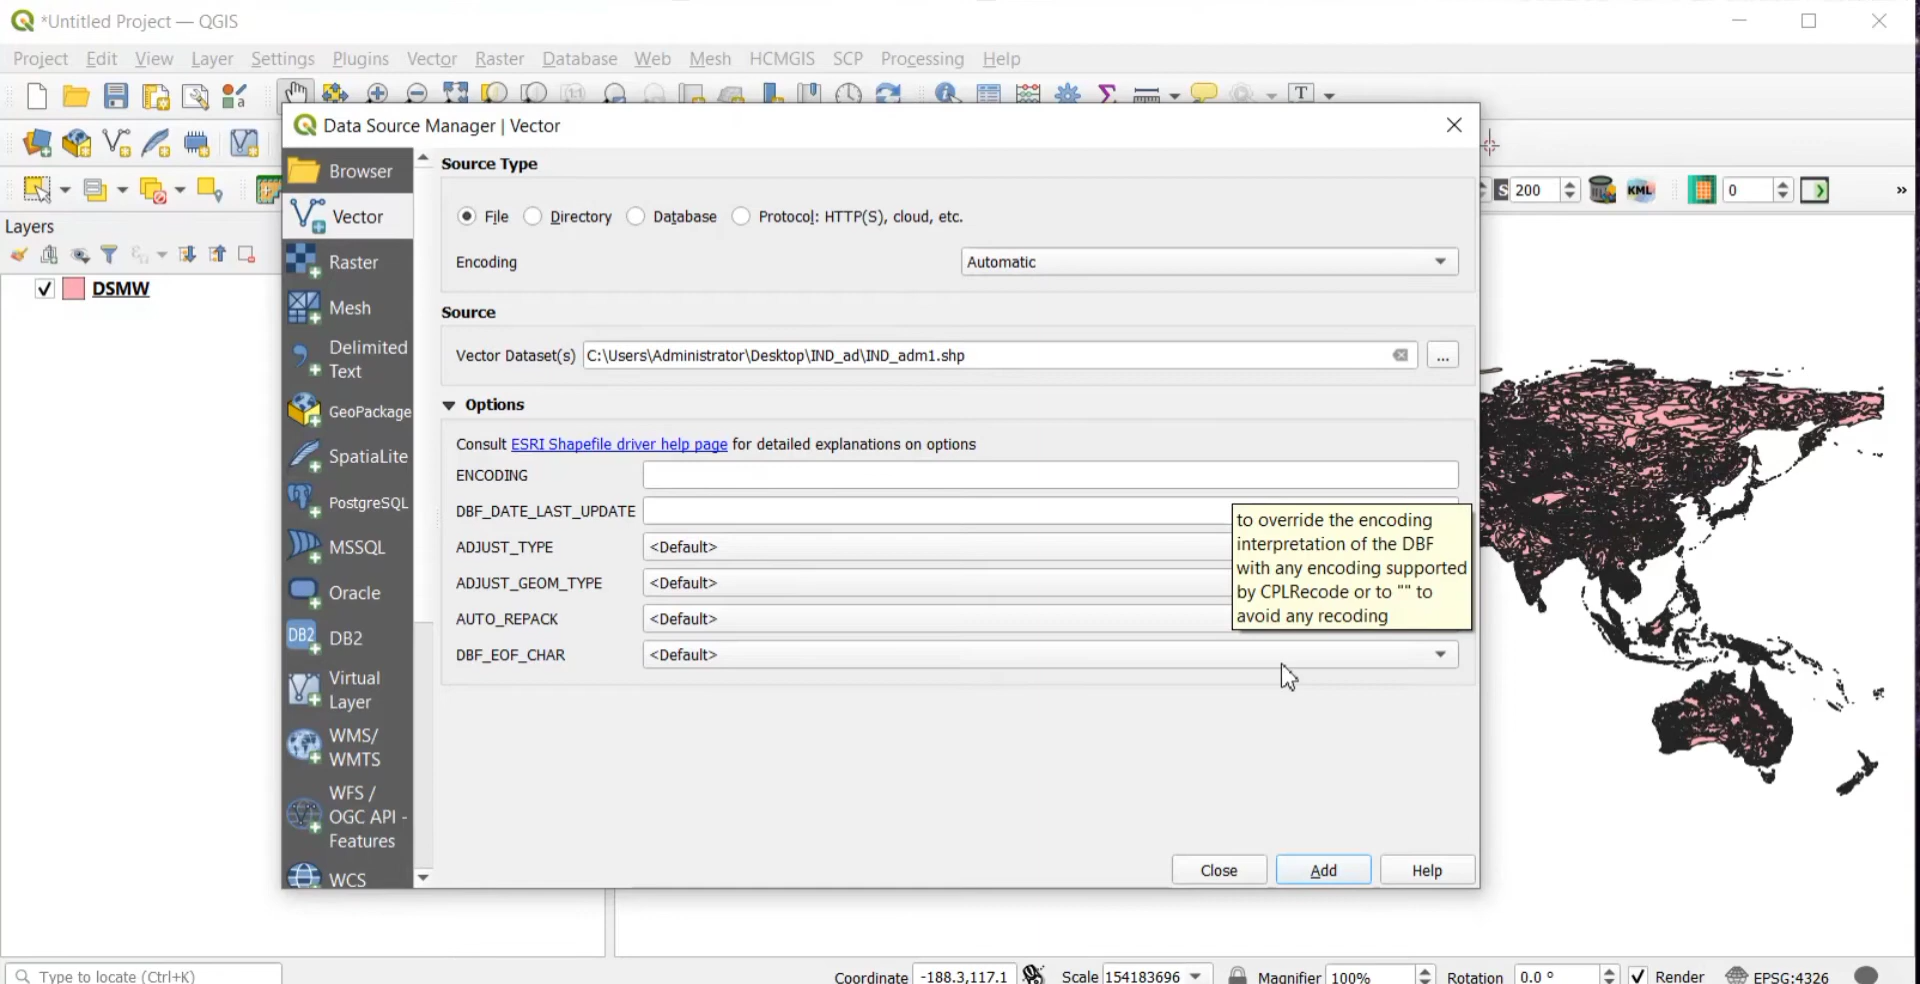 *Untitled Project — QGIS
Project Edit View Layer Settings Plugins Vector Raster Database Web Mesh HCMGIS SCP Processing Help
Data Source Manager | Vector
S 200 KML 0 »
Layers
DSMW
Browser
Vector
Raster
Mesh
Delimited
Text
GeoPackage
SpatiaLite
PostgreSQL
MSSQL
Oracle
DB2 DB2
Virtual
Layer
WMS/
WMTS
WFS /
OGC API -
Features
WCS
Source Type
File Directory Database Protocol: HTTP(S), cloud, etc.
Encoding Automatic
Source
Vector Dataset(s) C:\Users\Administrator\Desktop\IND_ad\IND_adm1.shp ...
Options
Consult ESRI Shapefile driver help page for detailed explanations on options
ENCODING
DBF_DATE_LAST_UPDATE
ADJUST_TYPE <Default>
ADJUST_GEOM_TYPE <Default>
AUTO_REPACK <Default>
DBF_EOF_CHAR <Default>
to override the encoding
interpretation of the DBF
with any encoding supported
by CPLRecode or to "" to
avoid any recoding
Close Add Help
Type to locate (Ctrl+K) Coordinate -188.3,117.1 Scale 154183696 Magnifier 100% Rotation 0.0 ° Render EPSG:4326